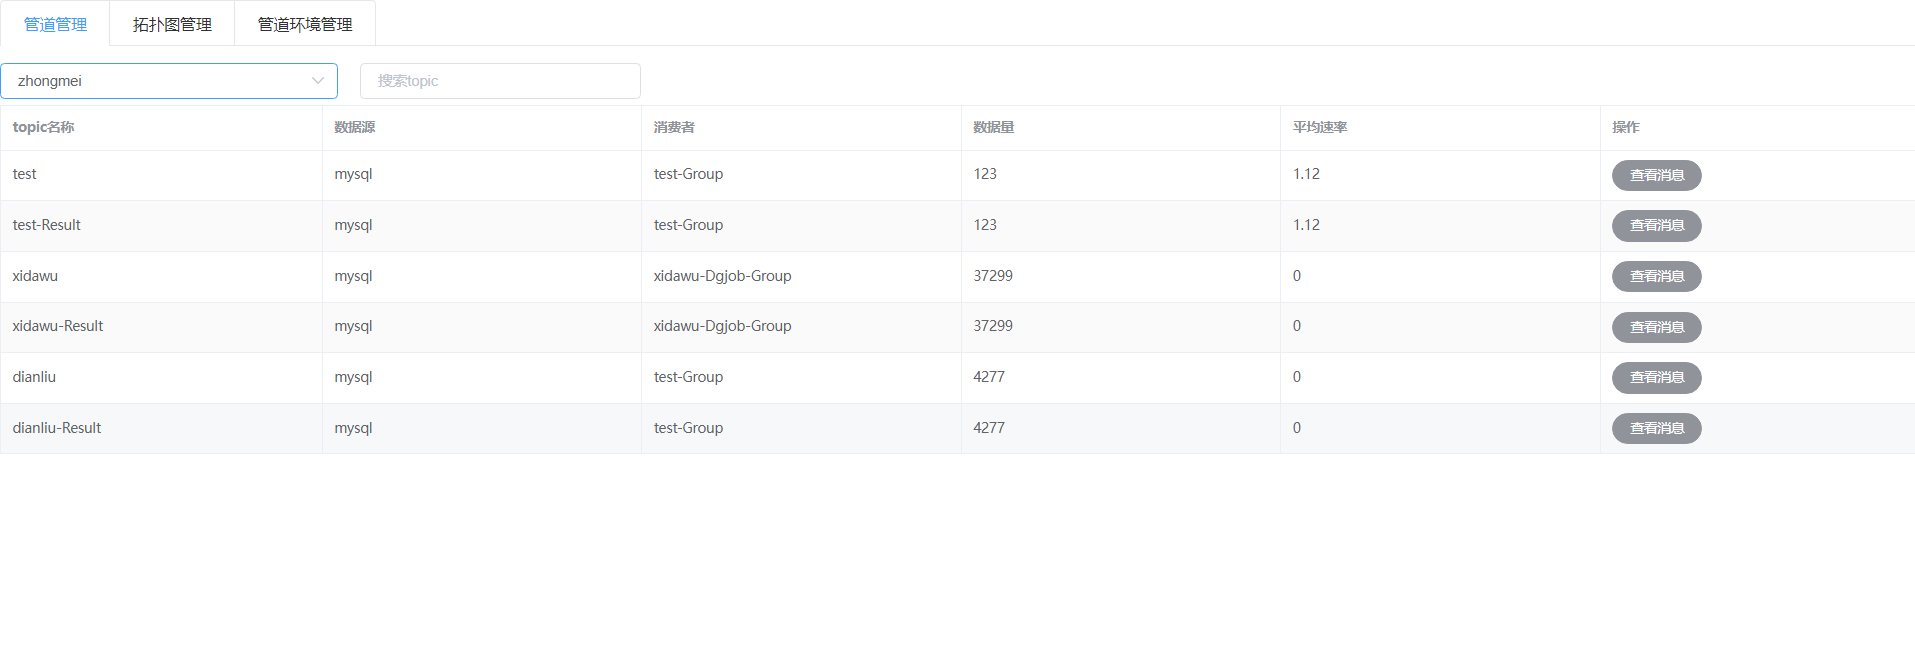 管道管理 拓扑图管理 管道环境管理
zhongmei 搜索topic
topic名称 数据源 消费者 数据量 平均速率 操作
test mysql test-Group 123 1.12 查看消息
test-Result mysql test-Group 123 1.12 查看消息
xidawu mysql xidawu-Dgjob-Group 37299 0 查看消息
xidawu-Result mysql xidawu-Dgjob-Group 37299 0 查看消息
dianliu mysql test-Group 4277 0 查看消息
dianliu-Result mysql test-Group 4277 0 查看消息